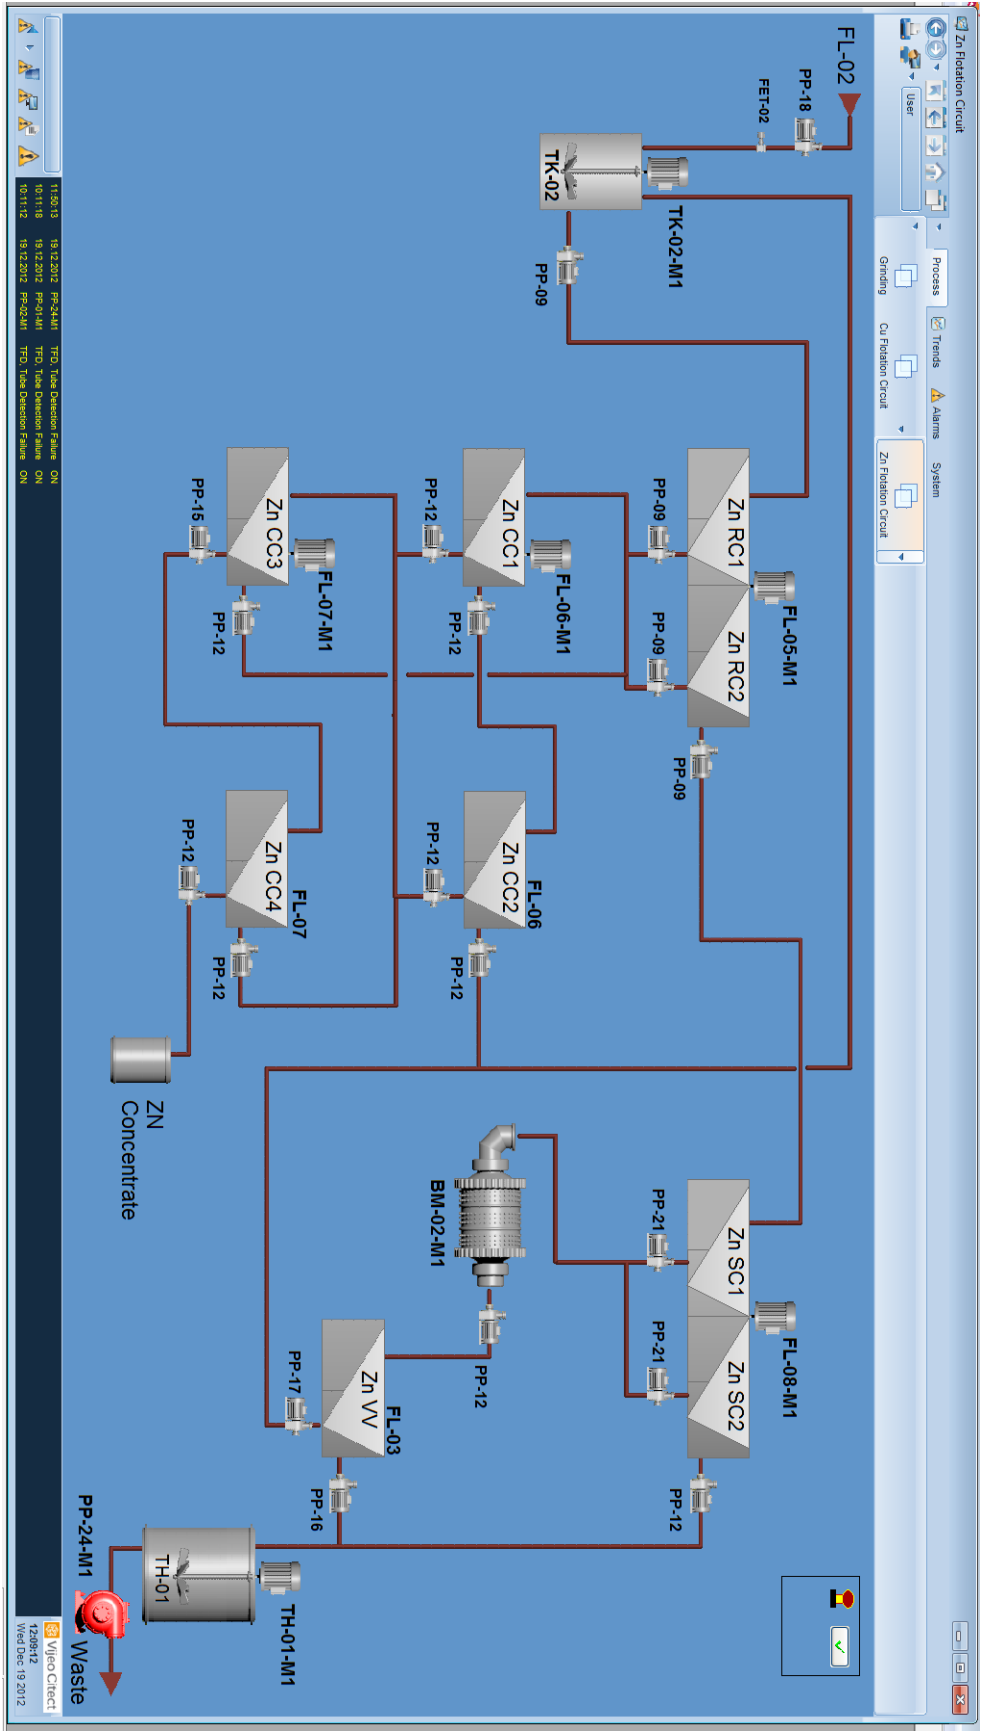 Zn Flotation Circuit
User
Process
Trends
Alarms
System
Grinding
Cu Flotation Circuit
Zn Flotation Circuit
FL-02
PP-18
FET-02
TK-02
TK-02-M1
PP-09
Zn RC1
Zn RC2
FL-05-M1
PP-09
PP-09
PP-09
Zn SC1
Zn SC2
FL-08-M1
PP-21
PP-21
PP-12
Zn CC1
FL-06-M1
PP-12
PP-12
Zn CC2
FL-06
PP-12
PP-12
BM-02-M1
PP-12
Zn CC3
FL-07-M1
PP-15
PP-12
Zn CC4
FL-07
PP-12
PP-12
Zn VV
FL-03
PP-17
PP-16
ZN
Concentrate
TH-01
TH-01-M1
PP-24-M1
Waste
11:50:13 19.12.2012 PP-24-M1 TFD, Tube Detection Failure ON
10:11:18 19.12.2012 PP-01-M1 TFD, Tube Detection Failure ON
10:11:12 19.12.2012 PP-02-M1 TFD, Tube Detection Failure ON
Vijeo Citect
12:09:12
Wed Dec 19 2012